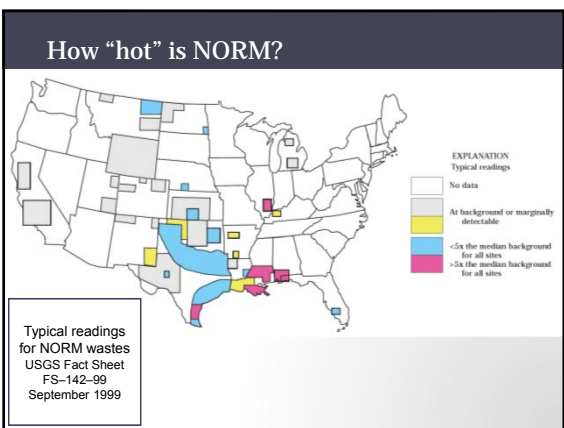 How “hot” is NORM?
EXPLANATION
Typical readings
No data
At background or marginally
detectable
<5x the median background
for all sites
>5x the median background
for all sites
Typical readings
for NORM wastes
USGS Fact Sheet
FS–142–99
September 1999